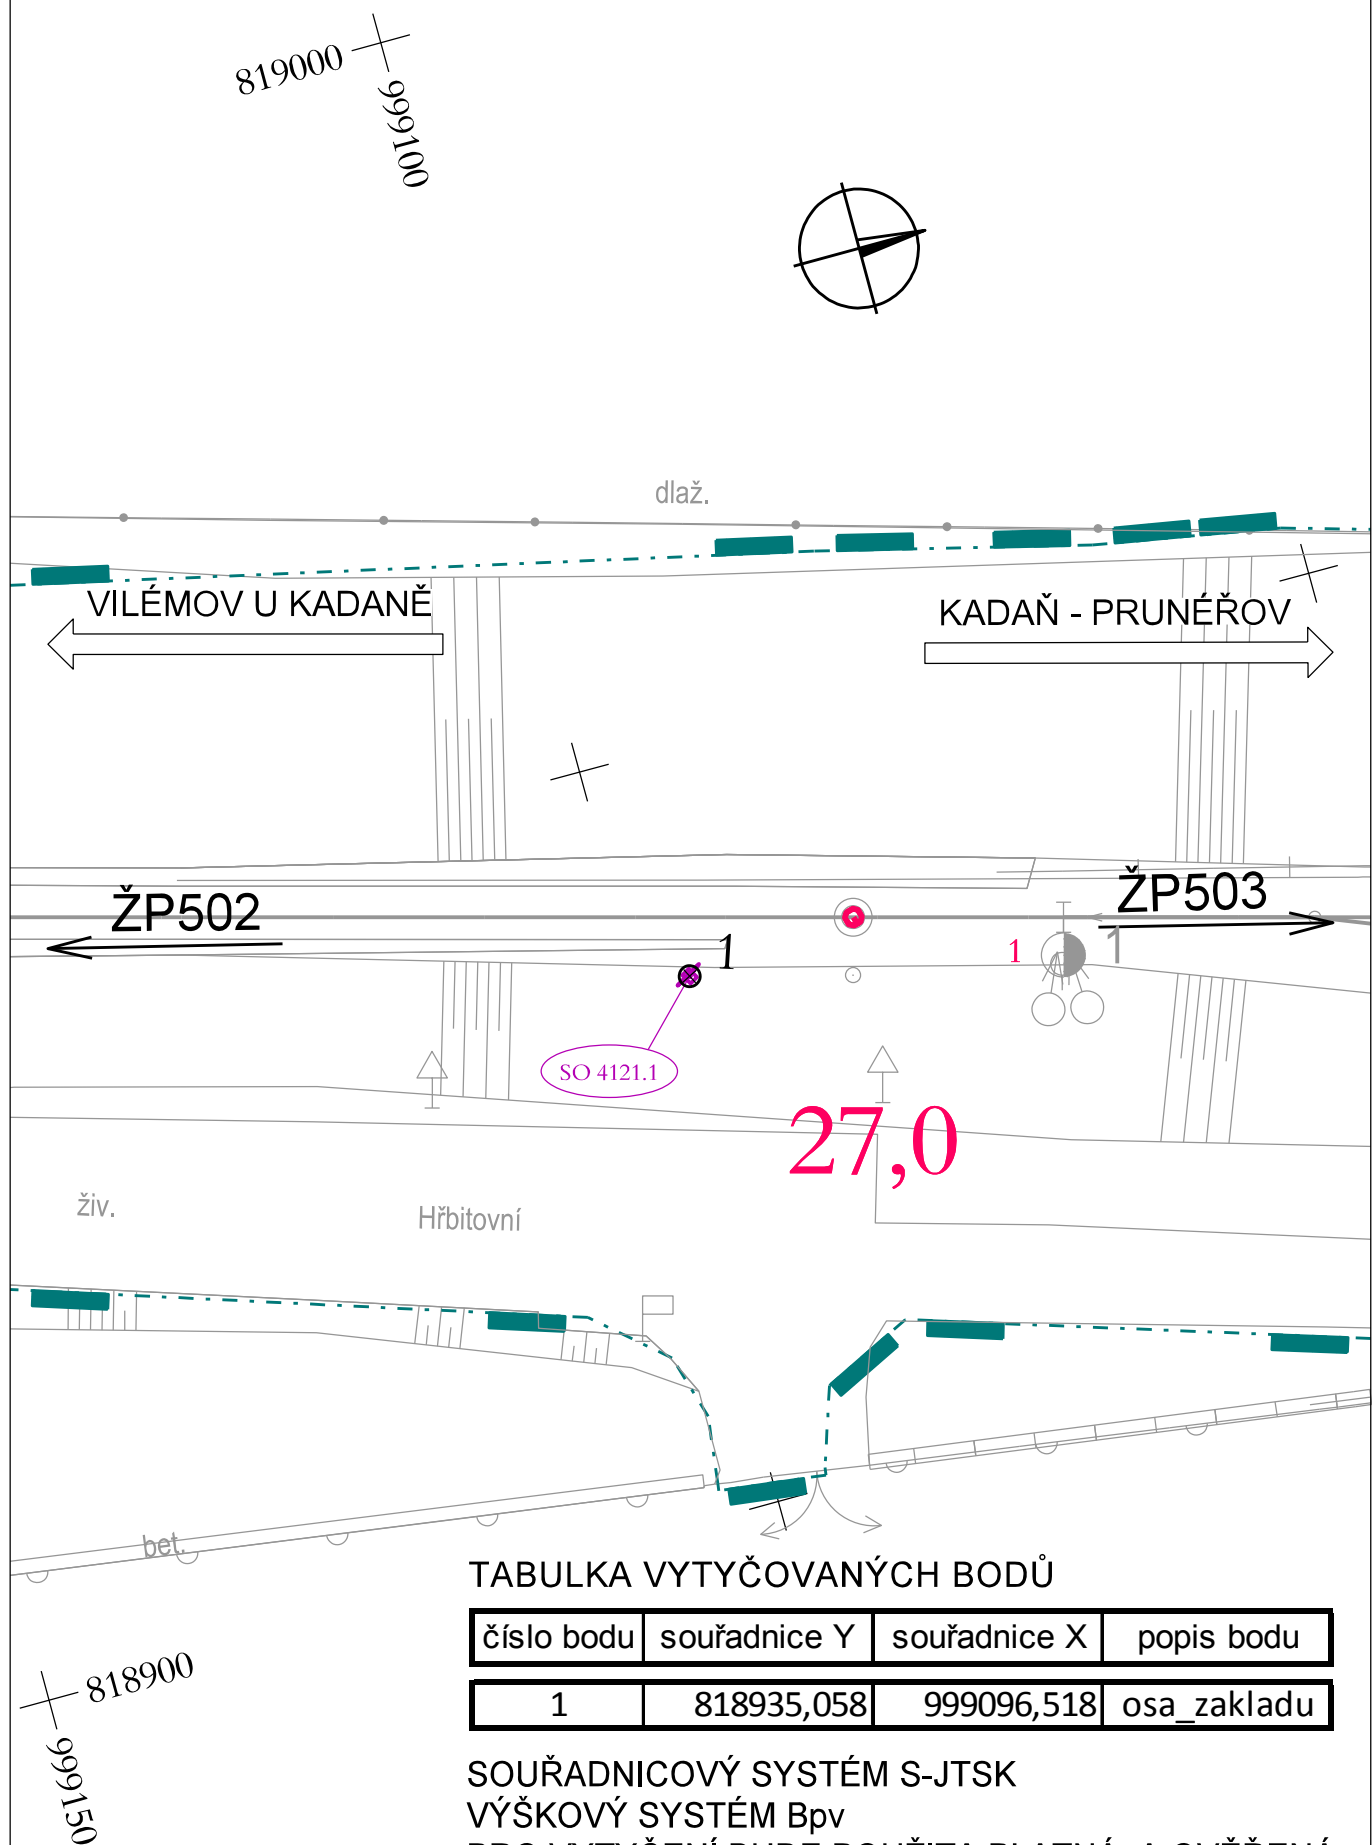 819000
999100
dlaž.
VILÉMOV U KADANĚ
KADAŇ - PRUNÉŘOV
ŽP502
ŽP503
1
1
1
SO 4121.1
27,0
živ.
Hřbitovní
bet.
TABULKA VYTYČOVANÝCH BODŮ
číslo bodu souřadnice Y souřadnice X popis bodu
1 818935,058 999096,518 osa_zakladu
818900
999150
SOUŘADNICOVÝ SYSTÉM S-JTSK
VÝŠKOVÝ SYSTÉM Bpv